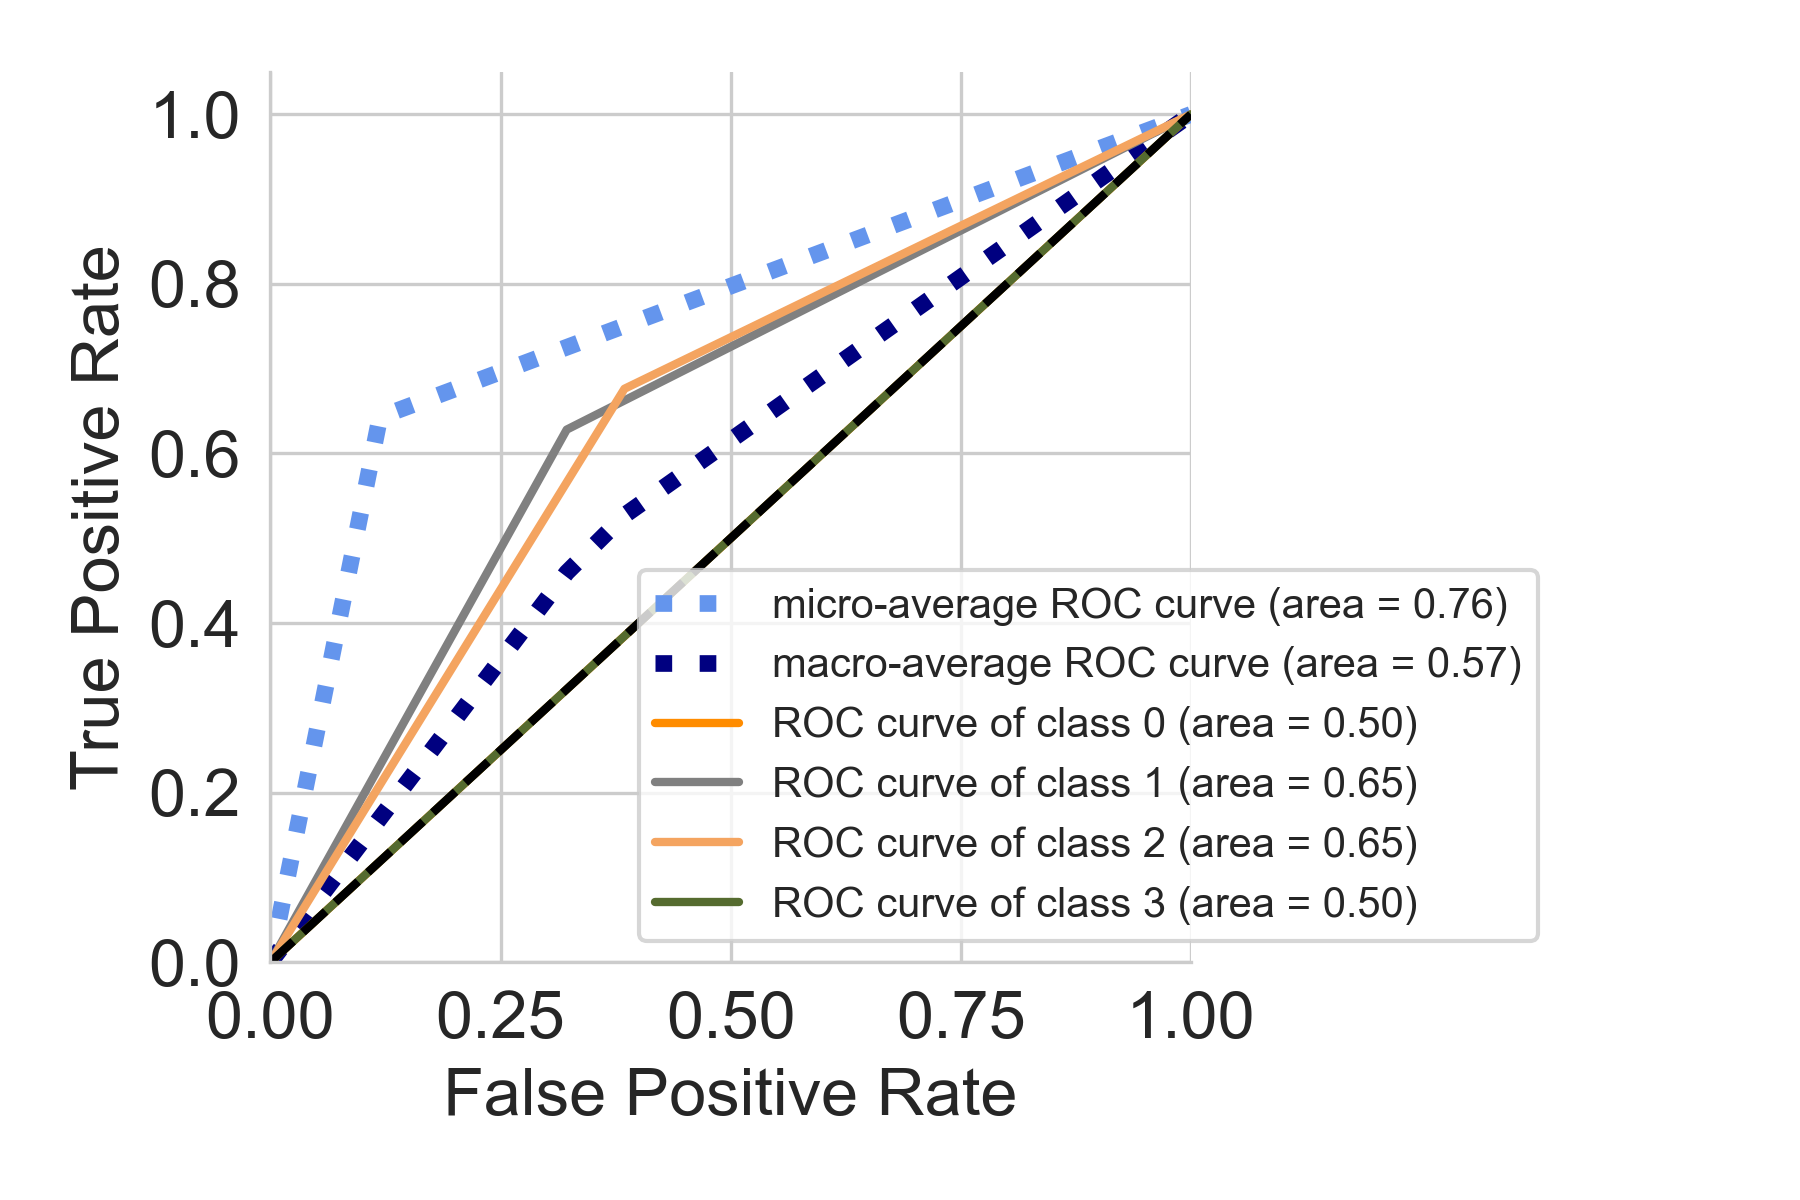 True Positive Rate
1.0
0.8
0.6
0.4
0.2
0.0
0.00 0.25 0.50 0.75 1.00
False Positive Rate
micro-average ROC curve (area = 0.76)
macro-average ROC curve (area = 0.57)
ROC curve of class 0 (area = 0.50)
ROC curve of class 1 (area = 0.65)
ROC curve of class 2 (area = 0.65)
ROC curve of class 3 (area = 0.50)